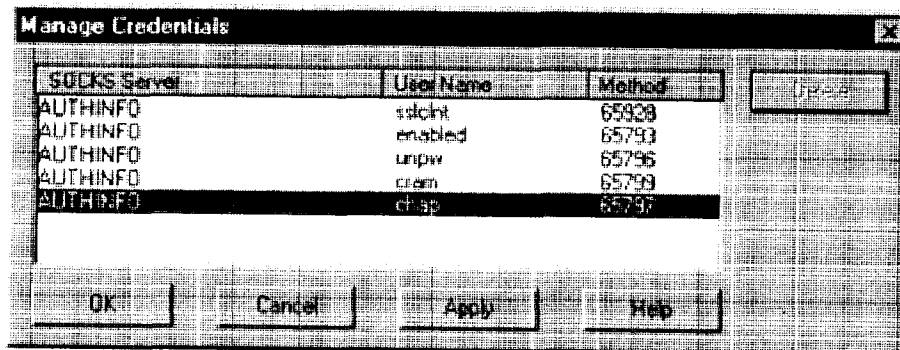 Manage Credentials
SOCKS Server User Name Method
AUTHINFO sslclnt 65928
AUTHINFO enabled 65793
AUTHINFO unpw 65796
AUTHINFO cram 65799
AUTHINFO chap 65797
OK Cancel Apply Help